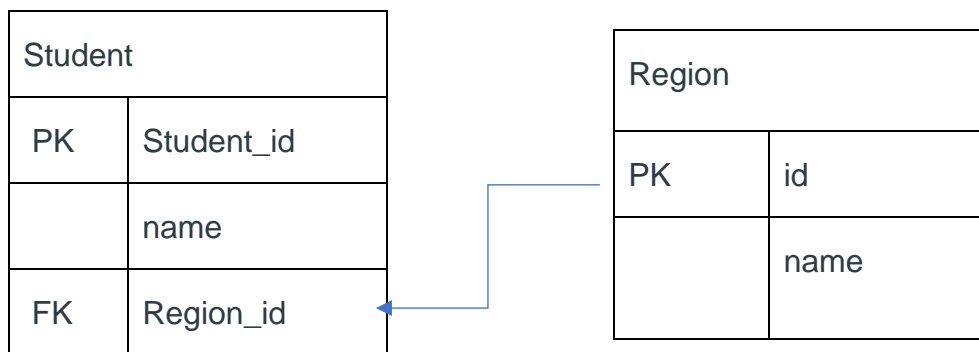 Student
PK Student_id
name
FK Region_id
Region
PK id
name